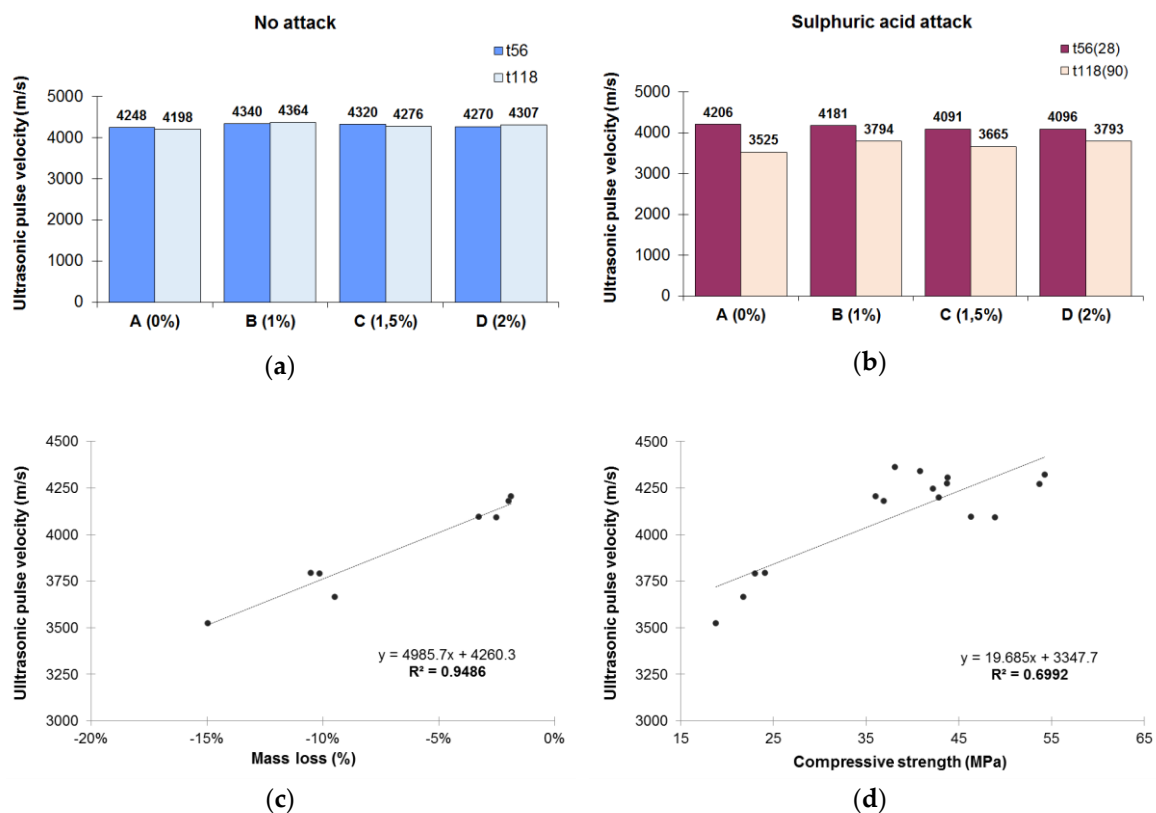 No attack
t56
t118
Ultrasonic pulse velocity (m/s)
5000
4000
3000
2000
1000
0
4248 4198 4340 4364 4320 4276 4270 4307
A (0%) B (1%) C (1,5%) D (2%)
(a)
Sulphuric acid attack
t56(28)
t118(90)
Ultrasonic pulse velocity (m/s)
5000
4000
3000
2000
1000
0
4206 3525 4181 3794 4091 3665 4096 3793
A (0%) B (1%) C (1,5%) D (2%)
(b)
Ulltrasonic pulse velocity (m/s)
4500
4250
4000
3750
3500
3250
3000
y = 4985.7x + 4260.3
R² = 0.9486
-20% -15% -10% -5% 0%
Mass loss (%)
(c)
Ulltrasonic pulse velocity (m/s)
4500
4250
4000
3750
3500
3250
3000
y = 19.685x + 3347.7
R² = 0.6992
15 25 35 45 55 65
Compressive strength (MPa)
(d)